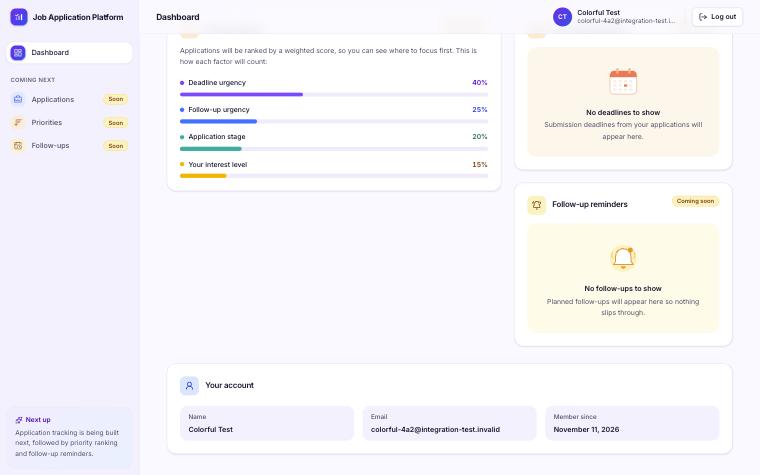 Job Application Platform
Dashboard
Colorful Test
colorful-4a2@integration-test.i...
CT
Log out
Dashboard
COMING NEXT
Applications
Soon
Priorities
Soon
Follow-ups
Soon
Applications will be ranked by a weighted score, so you can see where to focus first. This is
how each factor will count:
Deadline urgency
40%
Follow-up urgency
25%
Application stage
20%
Your interest level
15%
No deadlines to show
Submission deadlines from your applications will
appear here.
Follow-up reminders
Coming soon
No follow-ups to show
Planned follow-ups will appear here so nothing
slips through.
Your account
Name
Colorful Test
Email
colorful-4a2@integration-test.invalid
Member since
November 11, 2026
Next up
Application tracking is being built
next, followed by priority ranking
and follow-up reminders.